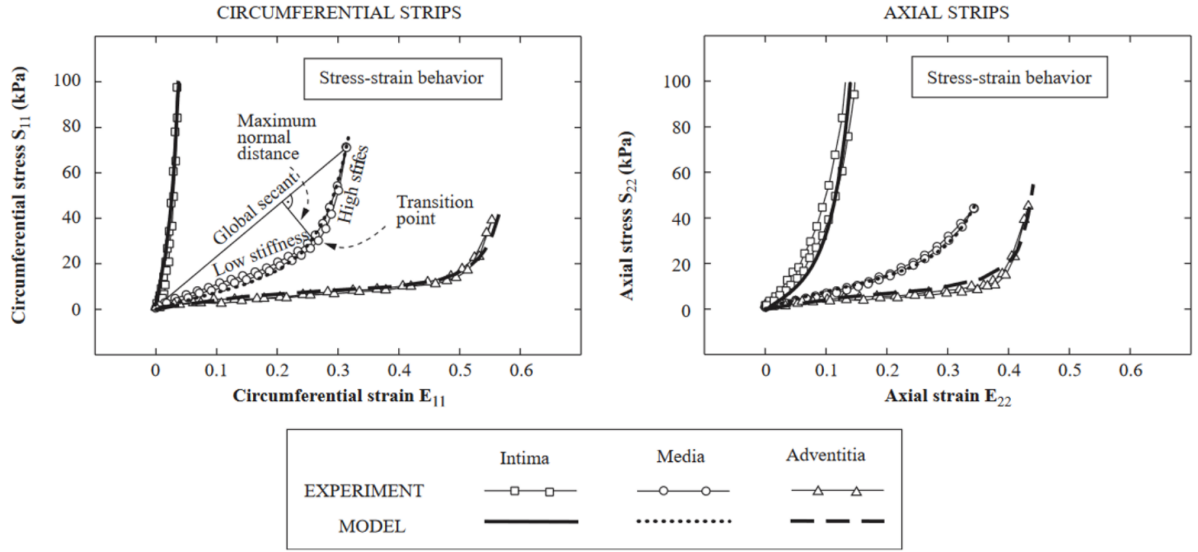 CIRCUMFERENTIAL STRIPS
Circumferential stress S11 (kPa)
100
80
60
40
20
0
Stress-strain behavior
Maximum
normal
distance
Global secant
High stffes
Low stiffness
Transition
point
0
0.1
0.2
0.3
0.4
0.5
0.6
Circumferential strain E11
AXIAL STRIPS
Axial stress S22 (kPa)
100
80
60
40
20
0
Stress-strain behavior
0
0.1
0.2
0.3
0.4
0.5
0.6
Axial strain E22
Intima Media Adventitia
EXPERIMENT
MODEL